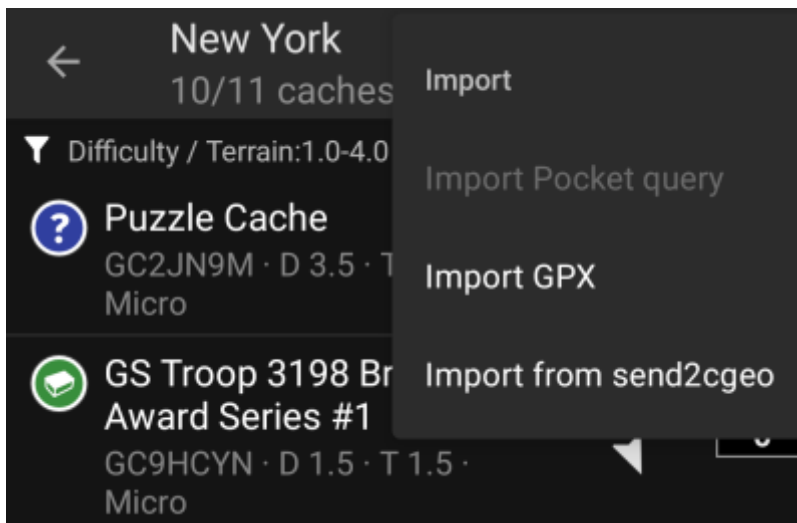 New York
10/11 caches
Difficulty / Terrain:1.0-4.0
Puzzle Cache
GC2JN9M · D 3.5 ·
Micro
GS Troop 3198
Award Series #1
GC9HCYN · D 1.5 · T 1.5 ·
Micro
Import
Import Pocket query
Import GPX
Import from send2cgeo